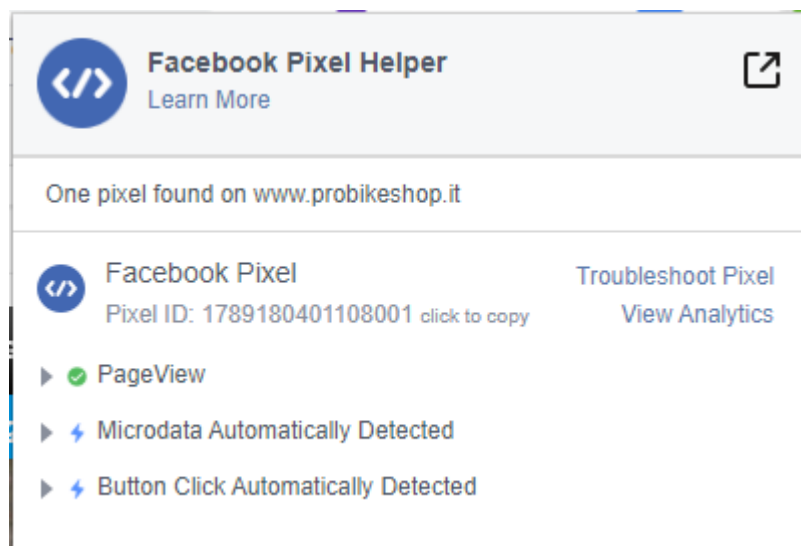 Facebook Pixel Helper
Learn More
One pixel found on www.probikeshop.it
Facebook Pixel
Troubleshoot Pixel
Pixel ID: 1789180401108001 click to copy
View Analytics
PageView
Microdata Automatically Detected
Button Click Automatically Detected